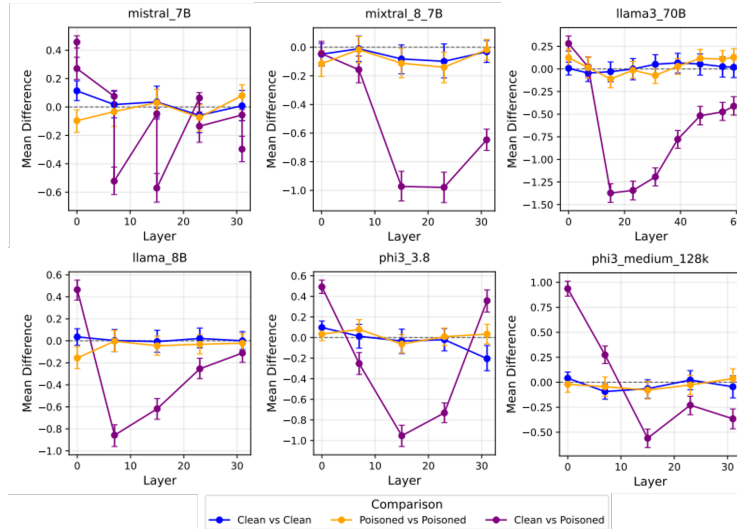 mistral_7B
mixtral_8_7B
llama3_70B
Mean Difference
0.4
0.2
0.0
−0.2
−0.4
−0.6
0 10 20 30
Layer
Mean Difference
0.0
−0.2
−0.4
−0.6
−0.8
−1.0
0 10 20 30
Layer
Mean Difference
0.25
0.00
−0.25
−0.50
−0.75
−1.00
−1.25
−1.50
0 20 40
Layer
llama_8B
phi3_3.8
phi3_medium_128k
Mean Difference
0.6
0.4
0.2
0.0
−0.2
−0.4
−0.6
−0.8
−1.0
0 10 20 30
Layer
Mean Difference
0.6
0.4
0.2
0.0
−0.2
−0.4
−0.6
−0.8
−1.0
0 10 20 30
Layer
Mean Difference
1.00
0.75
0.50
0.25
0.00
−0.25
−0.50
0 10 20 30
Layer
Comparison
Clean vs Clean Poisoned vs Poisoned Clean vs Poisoned